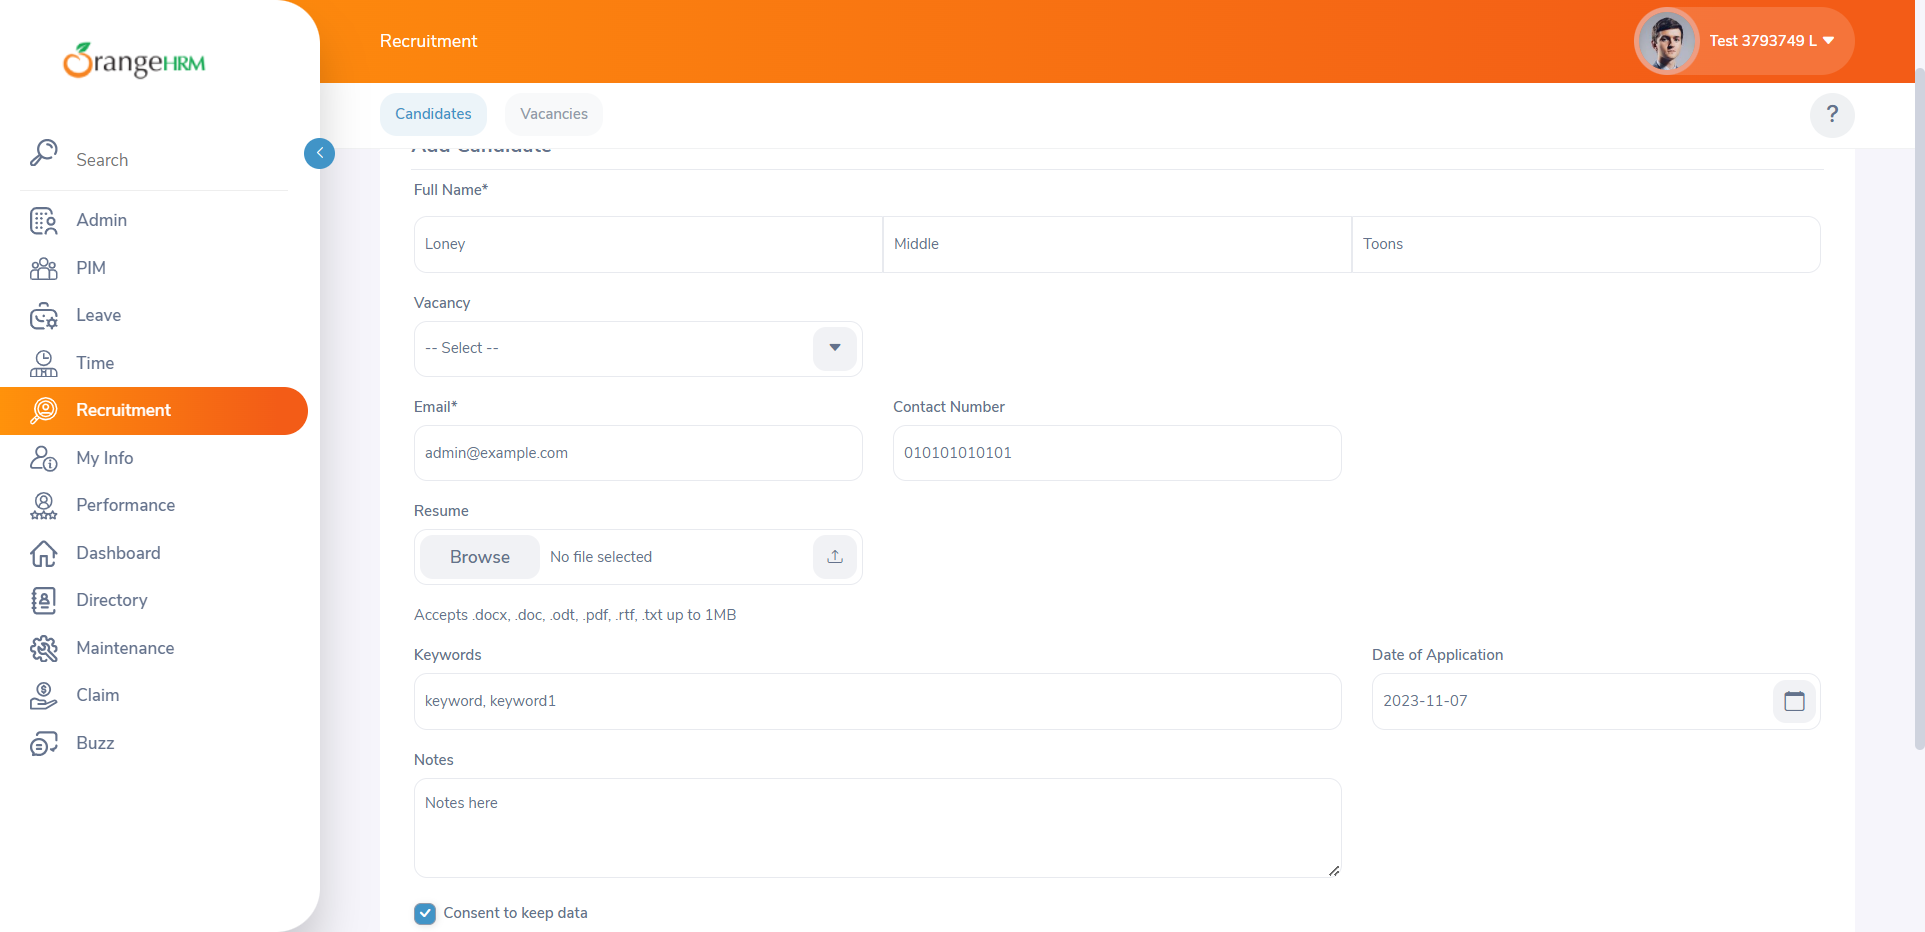 OrangeHRM
Recruitment
Test 3793749 L
Candidates
Vacancies
?
Search
Admin
PIM
Leave
Time
Recruitment
My Info
Performance
Dashboard
Directory
Maintenance
Claim
Buzz
Add Candidate
Full Name*
Loney
Middle
Toons
Vacancy
-- Select --
Email*
Contact Number
admin@example.com
010101010101
Resume
Browse
No file selected
Accepts .docx, .doc, .odt, .pdf, .rtf, .txt up to 1MB
Keywords
Date of Application
keyword, keyword1
2023-11-07
Notes
Notes here
Consent to keep data